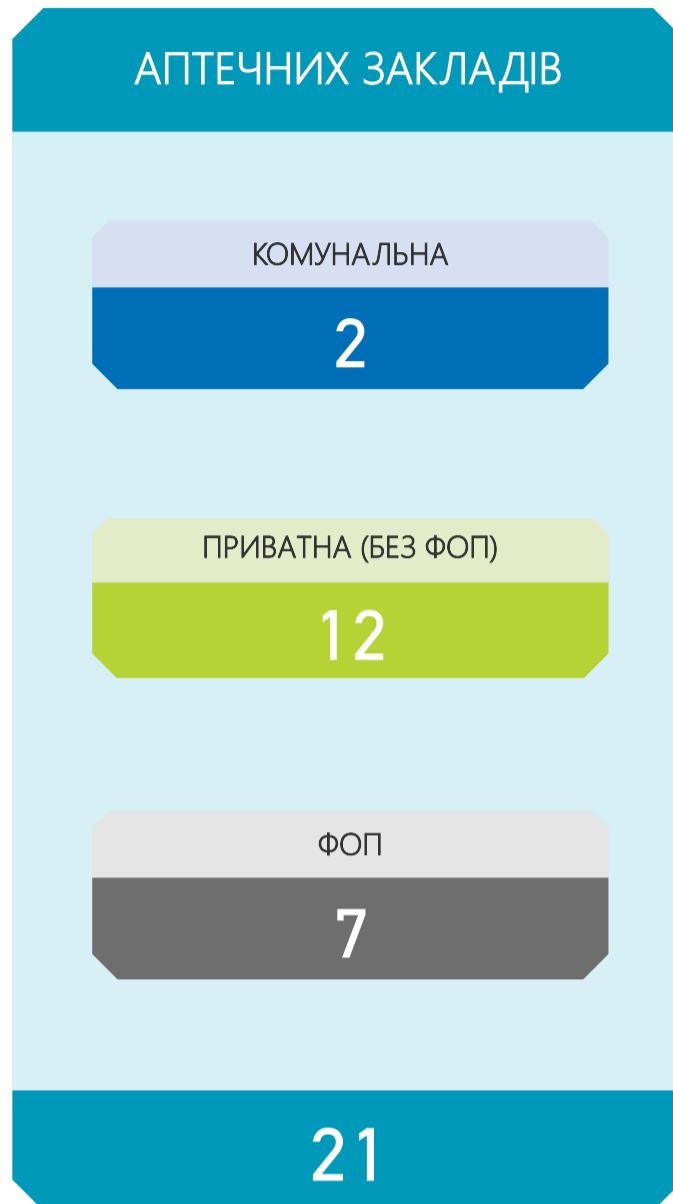 АПТЕЧНИХ ЗАКЛАДІВ
КОМУНАЛЬНА
2
ПРИВАТНА (БЕЗ ФОП)
12
ФОП
7
21